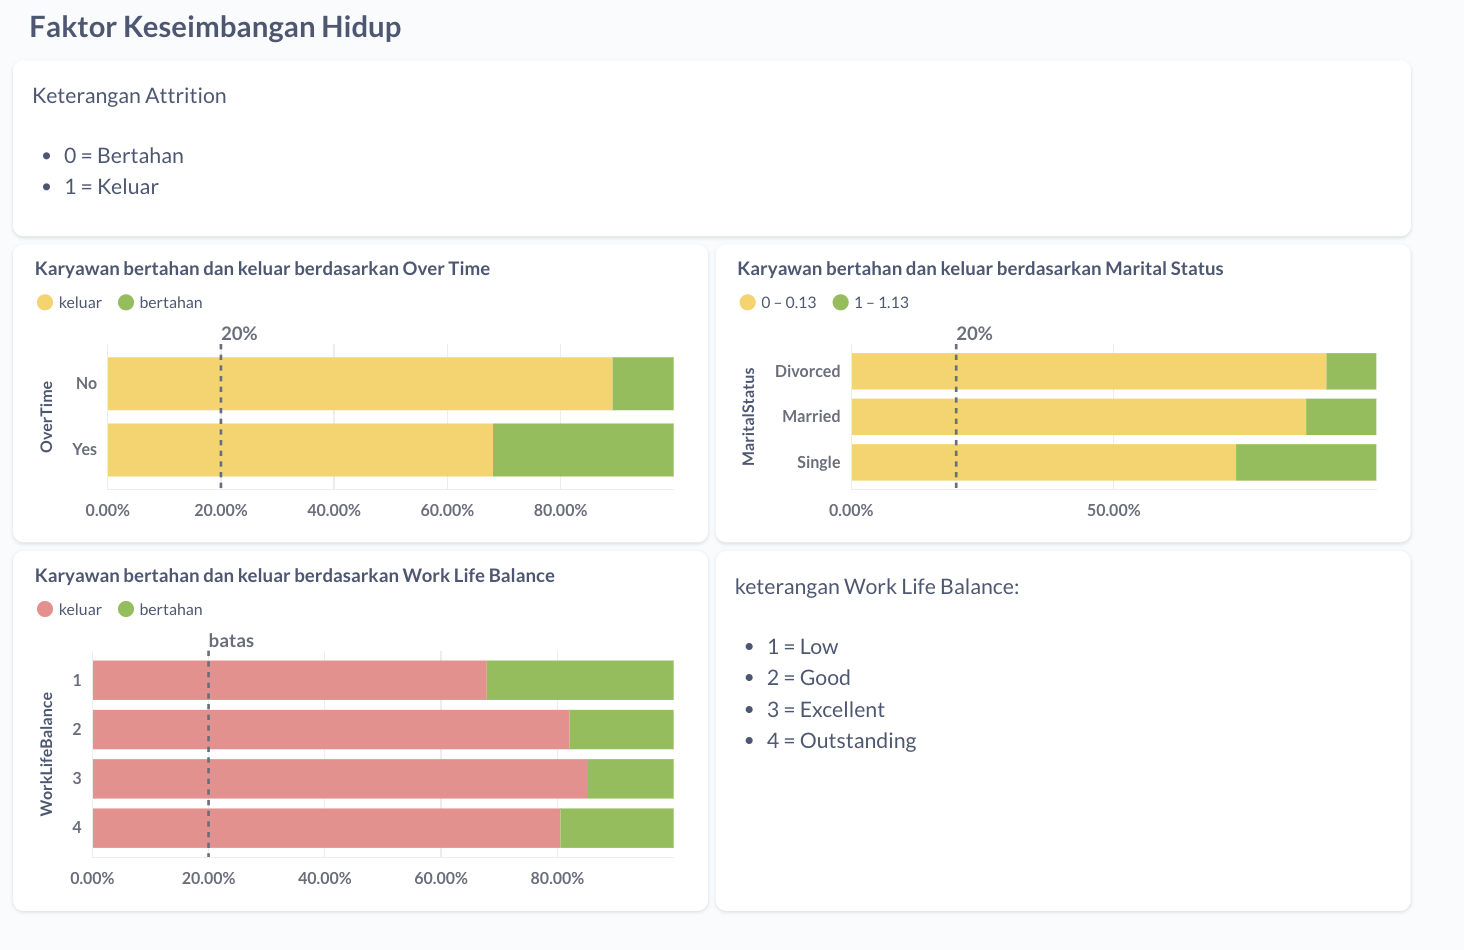 Faktor Keseimbangan Hidup
Keterangan Attrition
• 0 = Bertahan
• 1 = Keluar
Karyawan bertahan dan keluar berdasarkan Over Time
keluar bertahan
20%
OverTime
No
Yes
0.00% 20.00% 40.00% 60.00% 80.00%
Karyawan bertahan dan keluar berdasarkan Marital Status
0 – 0.13 1 – 1.13
20%
MaritalStatus
Divorced
Married
Single
0.00% 50.00%
Karyawan bertahan dan keluar berdasarkan Work Life Balance
keluar bertahan
batas
WorkLifeBalance
1
2
3
4
0.00% 20.00% 40.00% 60.00% 80.00%
keterangan Work Life Balance:
• 1 = Low
• 2 = Good
• 3 = Excellent
• 4 = Outstanding